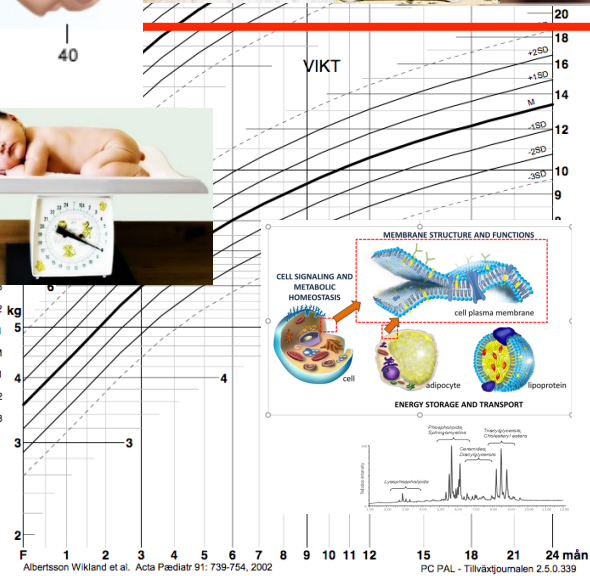 20
18
40
VIKT
+2SD
16
+1SD
14
M
12
-1SD
-2SD
10
-3SD
9
MEMBRANE STRUCTURE AND FUNCTIONS
CELL SIGNALING AND
METABOLIC
HOMEOSTASIS
cell plasma membrane
6
kg
5
4
4
cell
adipocyte
lipoprotein
ENERGY STORAGE AND TRANSPORT
Phospholipids,
Sphingomyelins
Triacylglycerols,
Cholesteryl esters
Ceramides,
Diacylglycerols
Lysophospholipids
3
3
2
F 1 2 3 4 5 6 7 8 9 10 11 12 15 18 21 24 mån
Albertsson Wikland et al. Acta Pædiatr 91: 739-754, 2002
PC PAL - Tillväxtjournalen 2.5.0.339